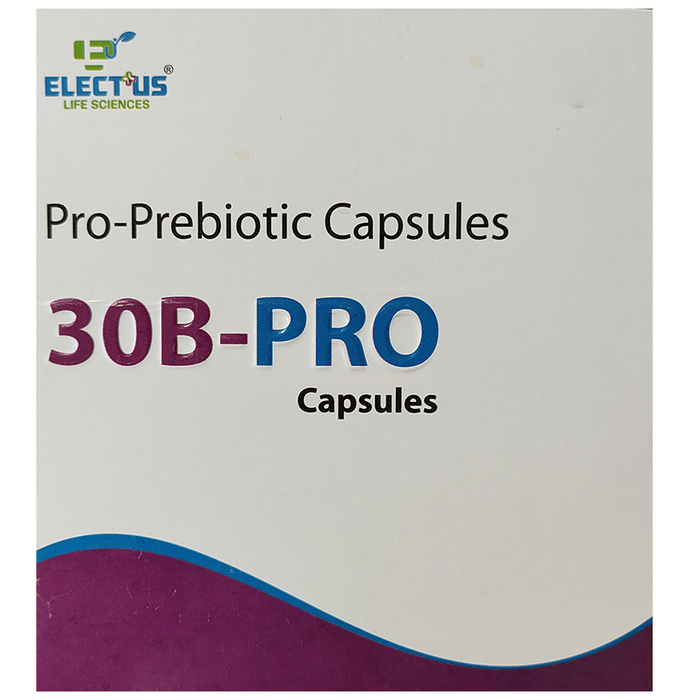 ELECTUS®
LIFE SCIENCES
Pro-Prebiotic Capsules
30B-PRO
Capsules